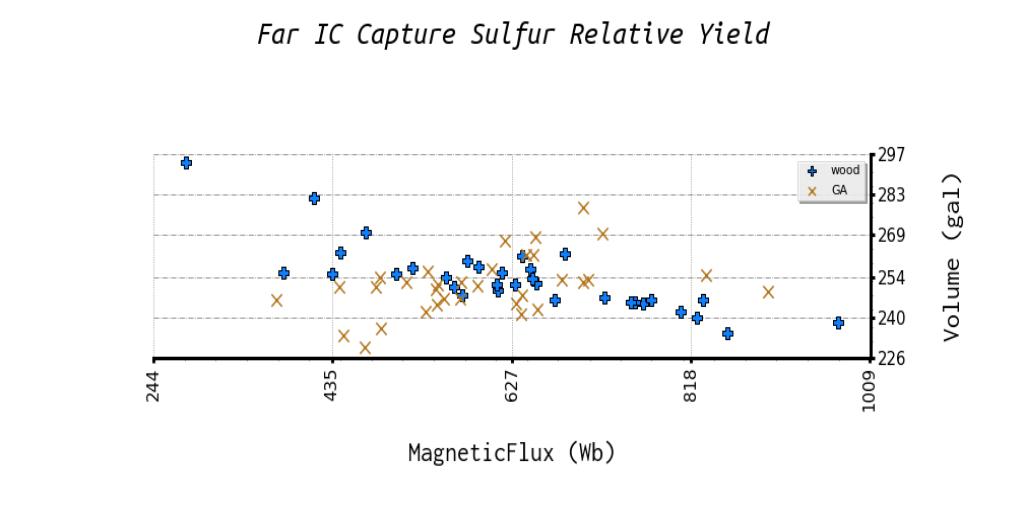 Far IC Capture Sulfur Relative Yield
297
wood
GA
283
269
254
240
226
Volume (gal)
244
435
627
818
1009
MagneticFlux (Wb)